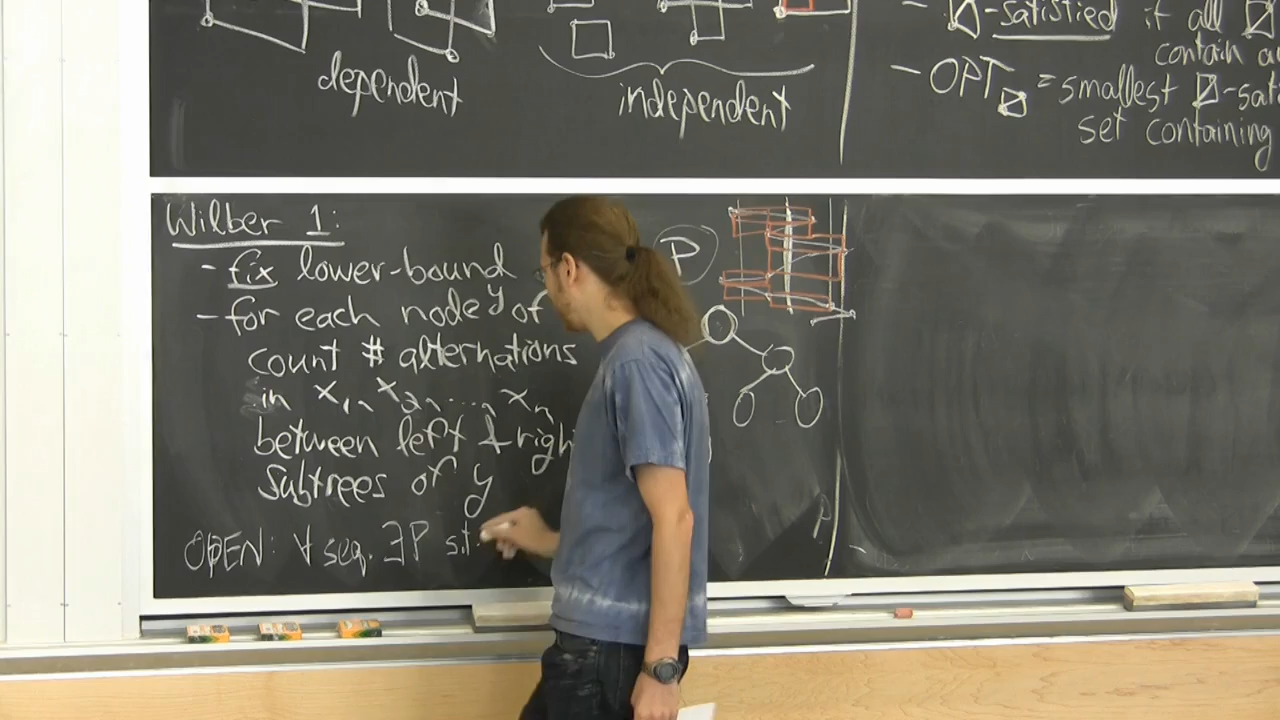 dependent
independent
-satisfied if all
contain a
- OPT = smallest -sat
set containing
Wilber 1:
- fix lower-bound
- for each node y of
count # alternations
in x₁, x₂, ..., xₙ
between left & righ
subtrees of y
OPEN: ∀ seq. ∃P s.t.
P